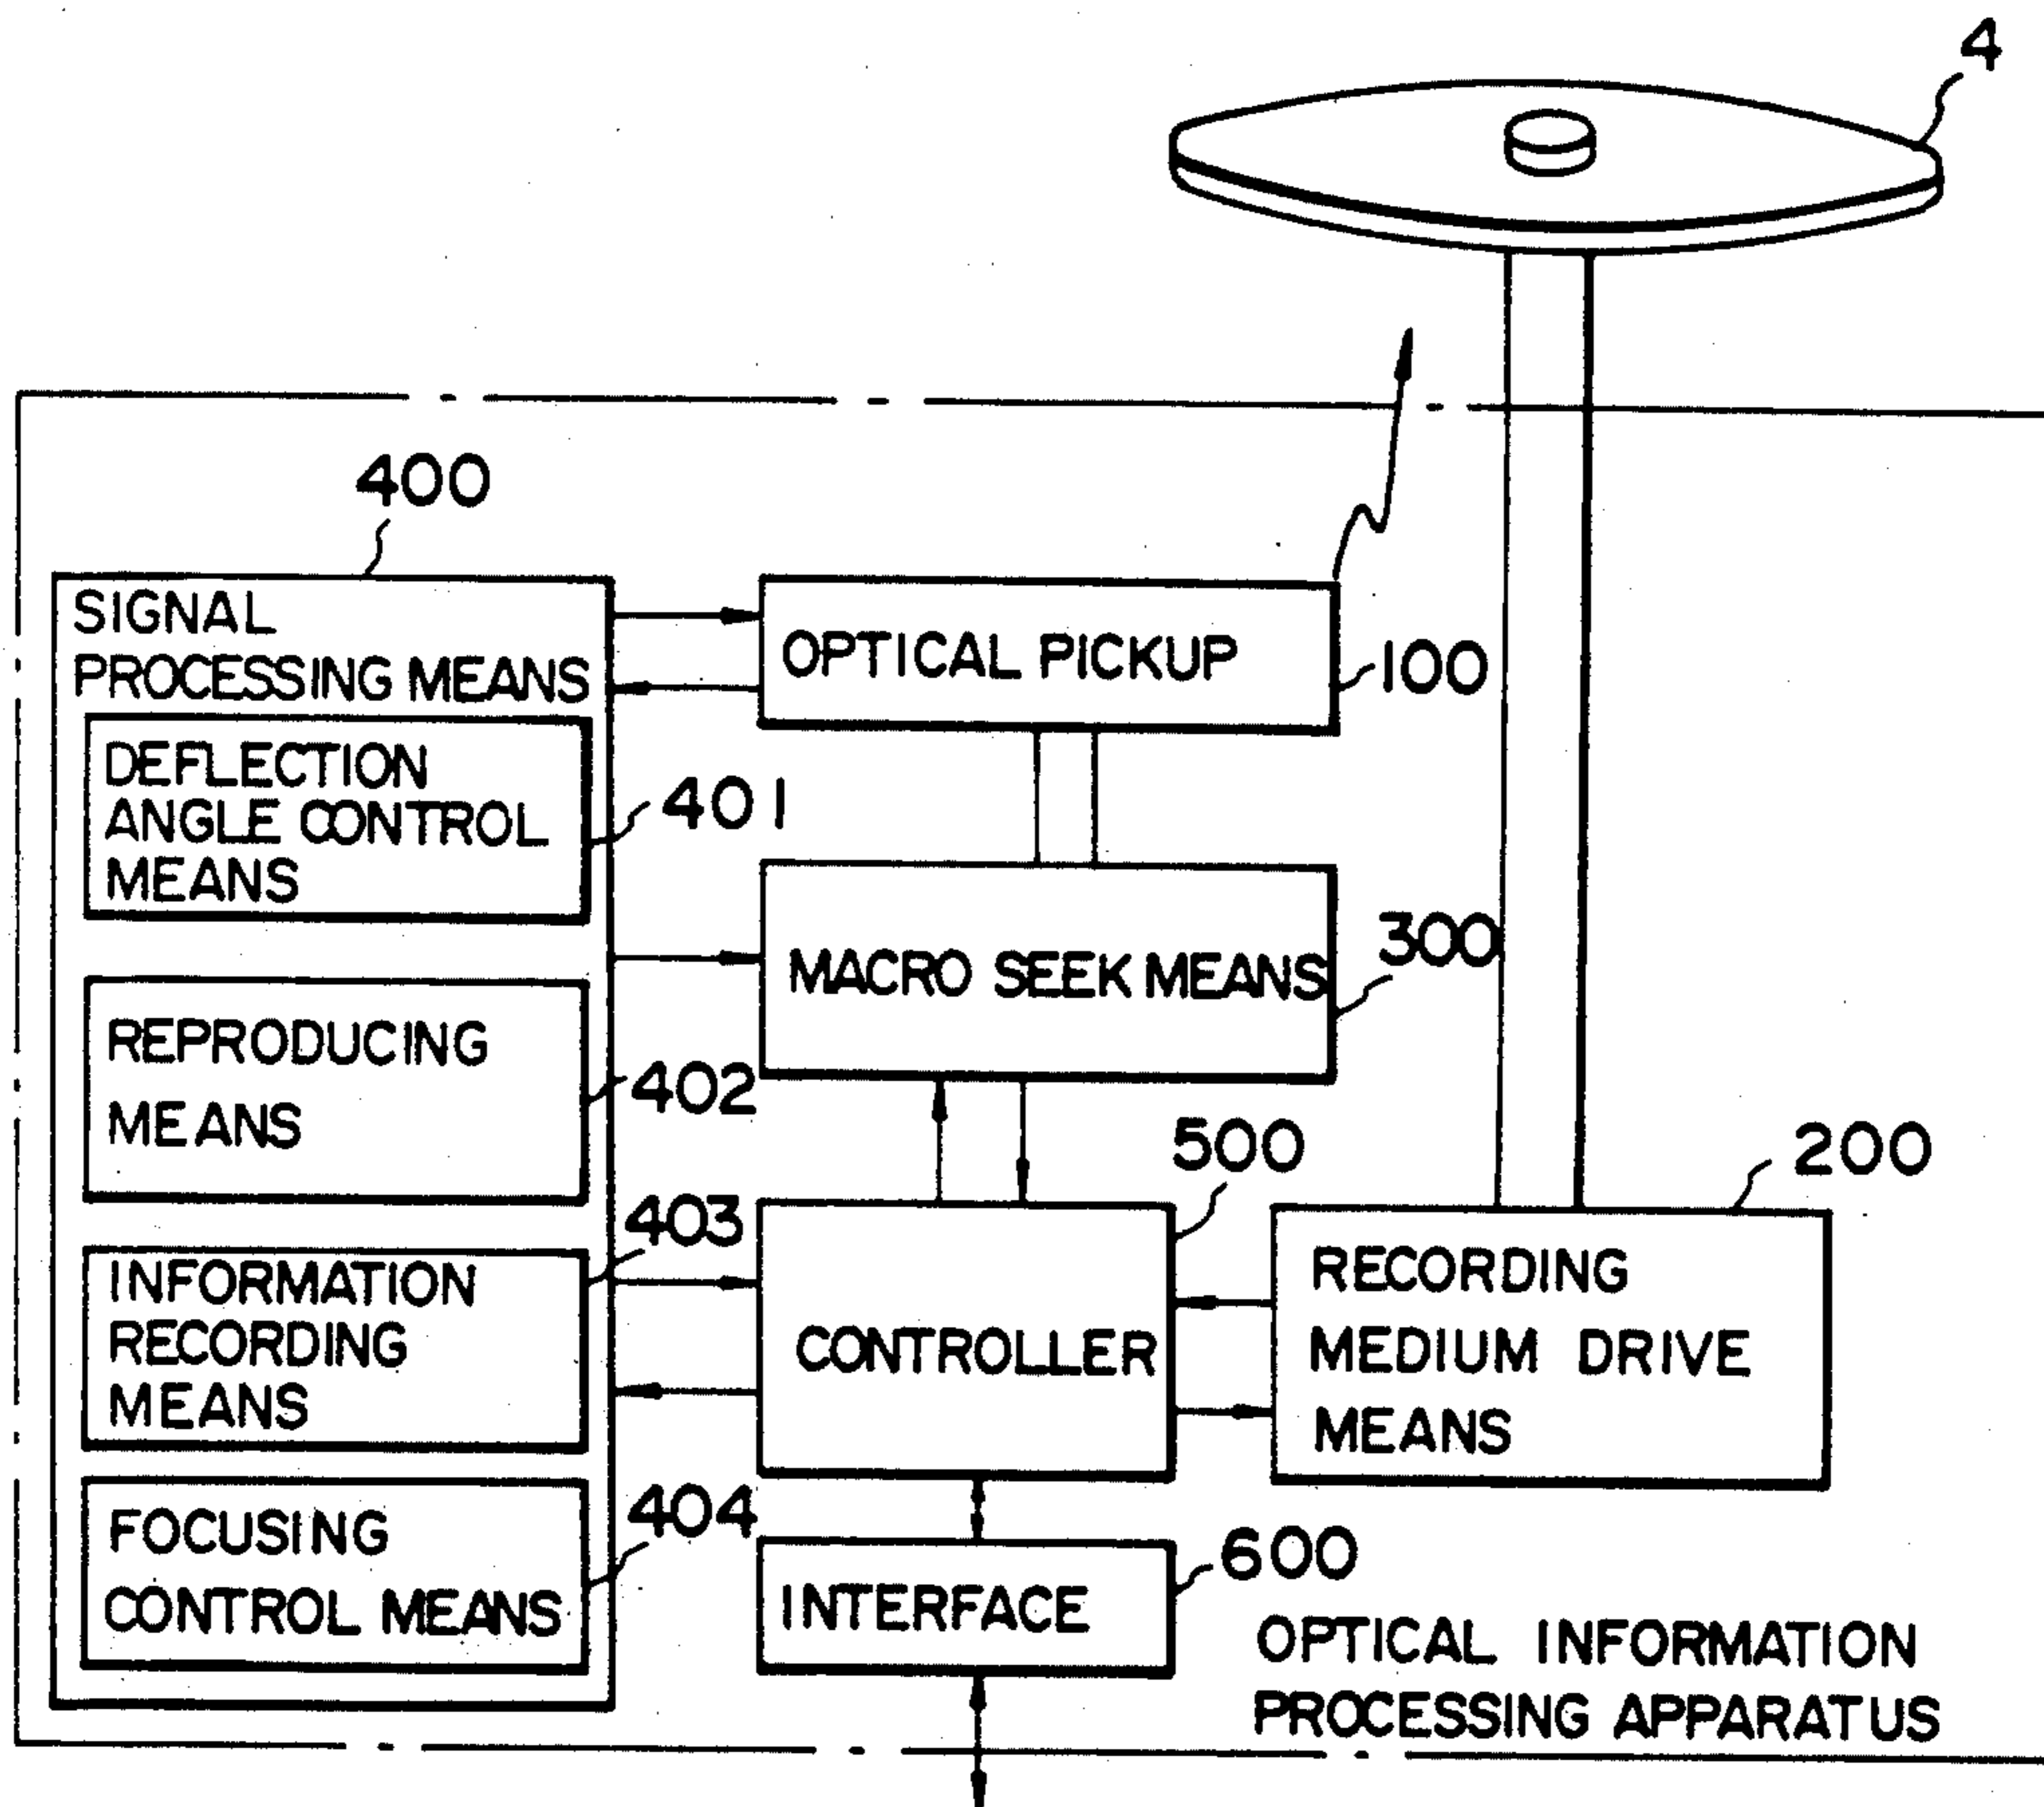 4
400
SIGNAL
PROCESSING MEANS
OPTICAL PICKUP
100
DEFLECTION
ANGLE CONTROL
MEANS
401
MACRO SEEK MEANS
300
REPRODUCING
MEANS
402
500
200
403
INFORMATION
RECORDING
MEANS
CONTROLLER
RECORDING
MEDIUM DRIVE
MEANS
404
FOCUSING
CONTROL MEANS
600
INTERFACE
OPTICAL INFORMATION
PROCESSING APPARATUS